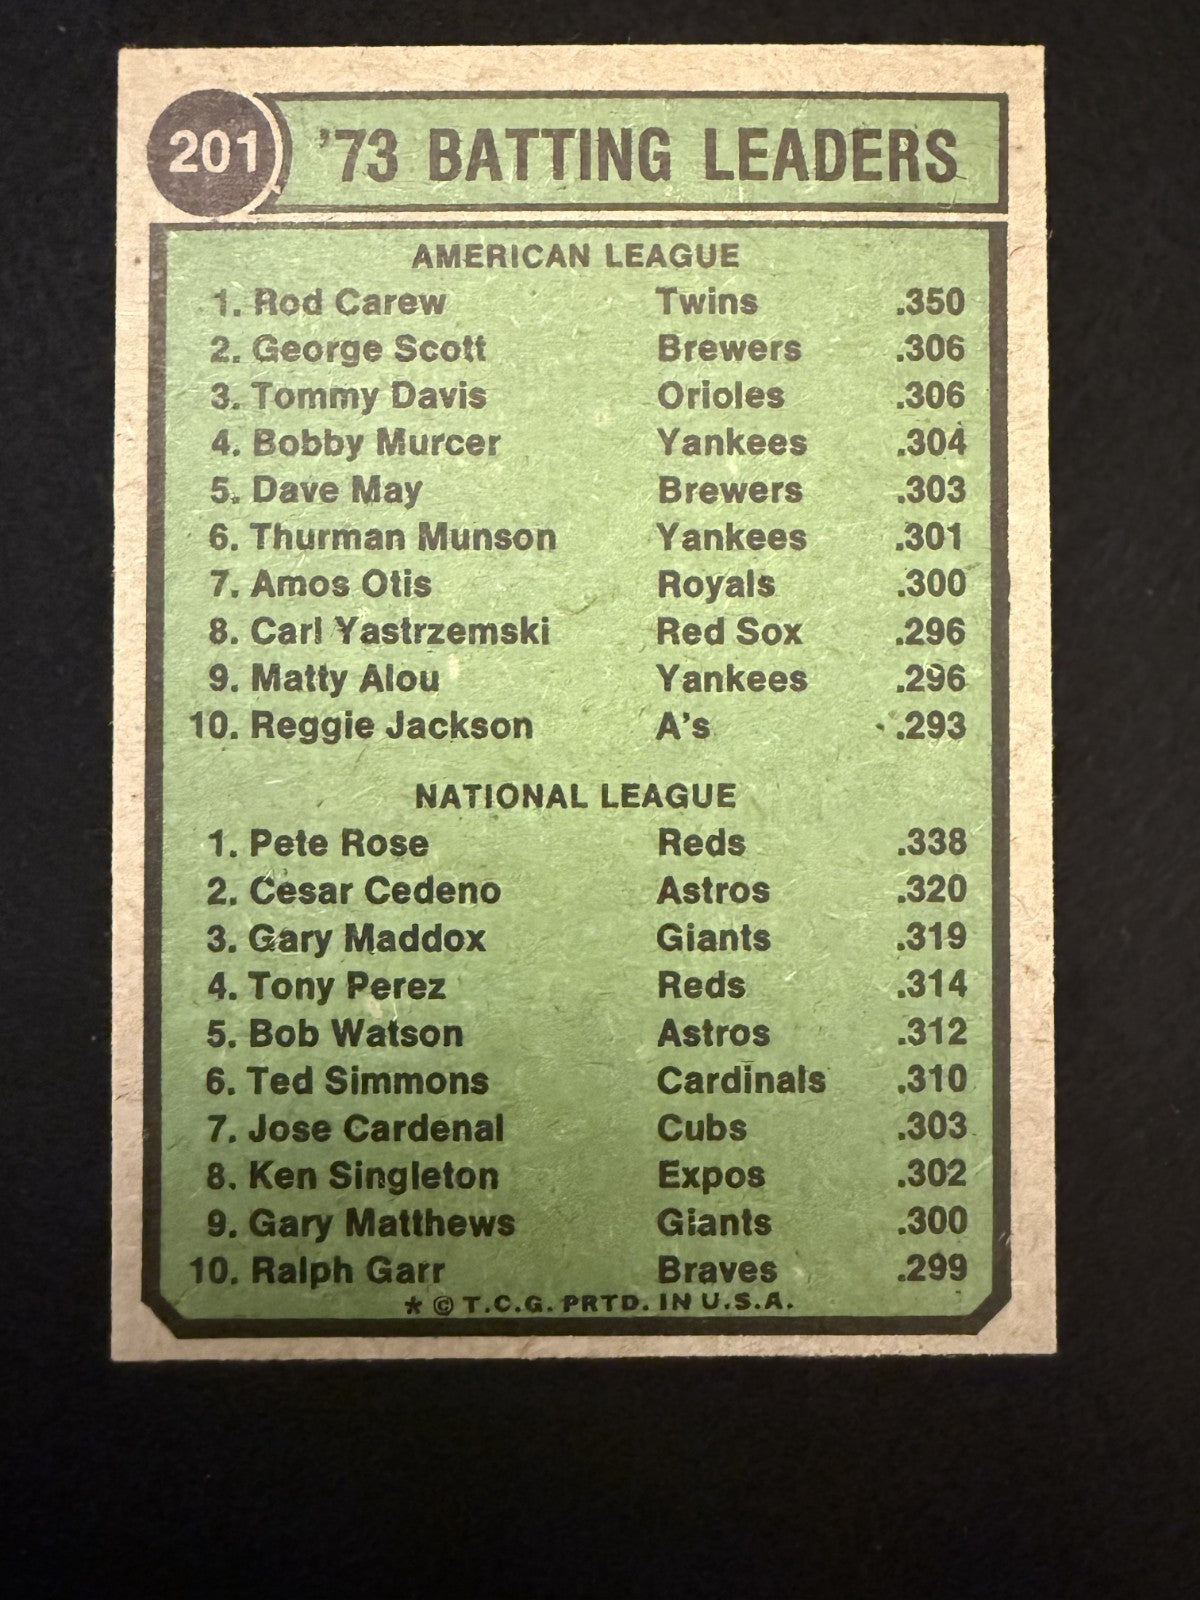 201 '73 BATTING LEADERS
AMERICAN LEAGUE
1. Rod Carew Twins .350
2. George Scott Brewers .306
3. Tommy Davis Orioles .306
4. Bobby Murcer Yankees .304
5. Dave May Brewers .303
6. Thurman Munson Yankees .301
7. Amos Otis Royals .300
8. Carl Yastrzemski Red Sox .296
9. Matty Alou Yankees .296
10. Reggie Jackson A's .293
NATIONAL LEAGUE
1. Pete Rose Reds .338
2. Cesar Cedeno Astros .320
3. Gary Maddox Giants .319
4. Tony Perez Reds .314
5. Bob Watson Astros .312
6. Ted Simmons Cardinals .310
7. Jose Cardenal Cubs .303
8. Ken Singleton Expos .302
9. Gary Matthews Giants .300
10. Ralph Garr Braves .299
* © T.C.G. PRTD. IN U.S.A.